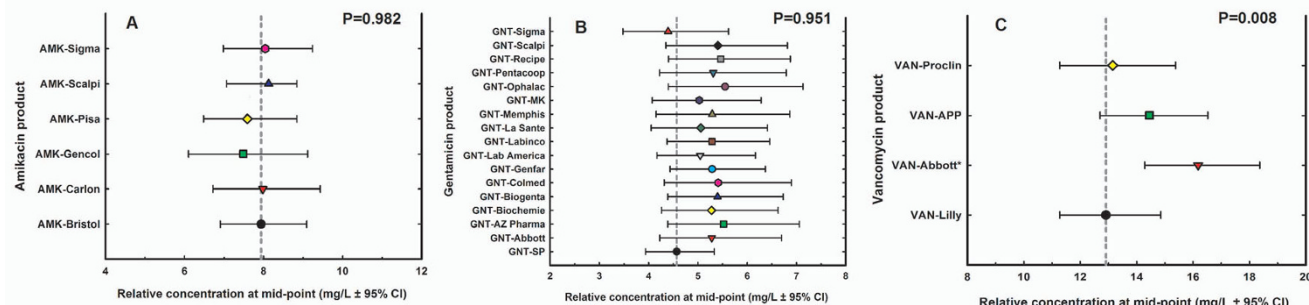 A
P=0.982
Amikacin product
AMK-Sigma
AMK-Scalpi
AMK-Pisa
AMK-Gencol
AMK-Carlon
AMK-Bristol
4 6 8 10 12
Relative concentration at mid-point (mg/L ± 95% CI)
B
P=0.951
Gentamicin product
GNT-Sigma
GNT-Scalpi
GNT-Recipe
GNT-Pentacoop
GNT-Ophalac
GNT-MK
GNT-Memphis
GNT-La Sante
GNT-Labinco
GNT-Lab America
GNT-Genfar
GNT-Colmed
GNT-Biogenta
GNT-Biochemie
GNT-AZ Pharma
GNT-Abbott
GNT-SP
2 3 4 5 6 7 8
Relative concentration at mid-point (mg/L ± 95% CI)
C
P=0.008
Vancomycin product
VAN-Proclin
VAN-APP
VAN-Abbott*
VAN-Lilly
8 10 12 14 16 18 20
Relative concentration at mid-point (mg/L ± 95% CI)